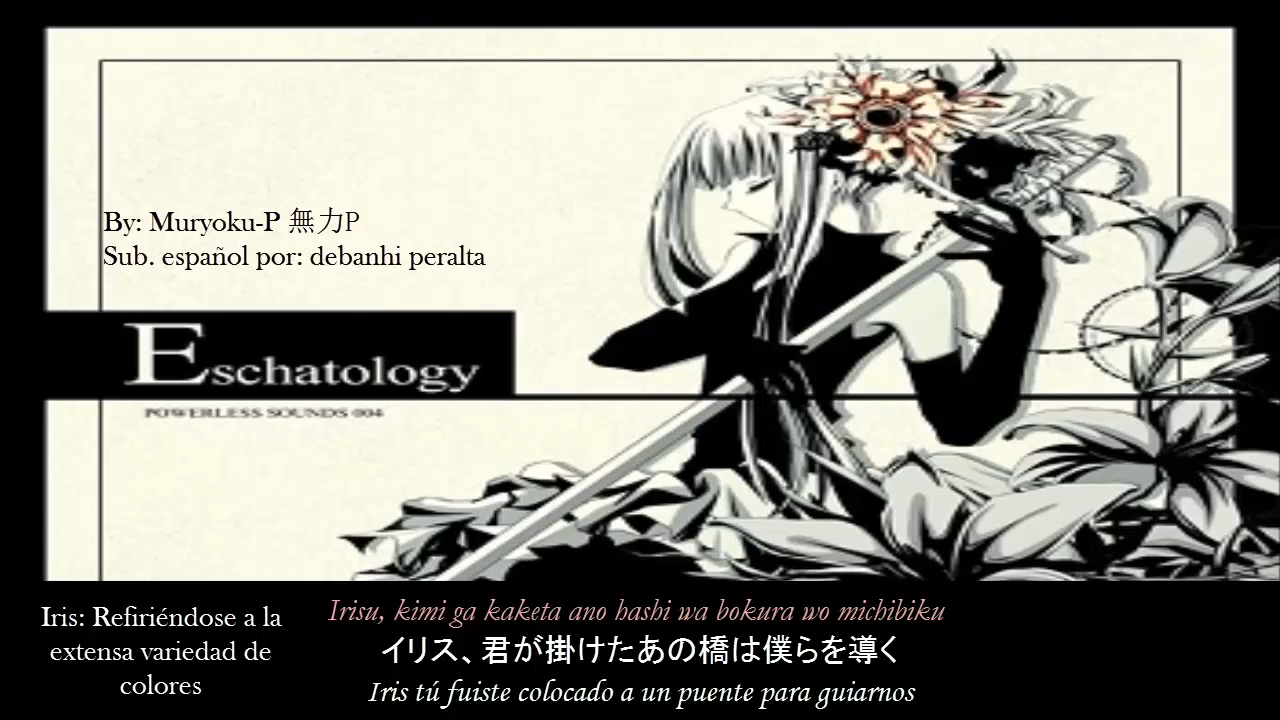 By: Muryoku-P 無力P
Sub. español por: debanhi peralta
Eschatology
POWERLESS SOUNDS 004
Iris: Refiriéndose a la
extensa variedad de
colores
Irisu, kimi ga kaketa ano hashi wa bokura wo michibiku
イリス、君が掛けたあの橋は僕らを導く
Iris tú fuiste colocado a un puente para guiarnos